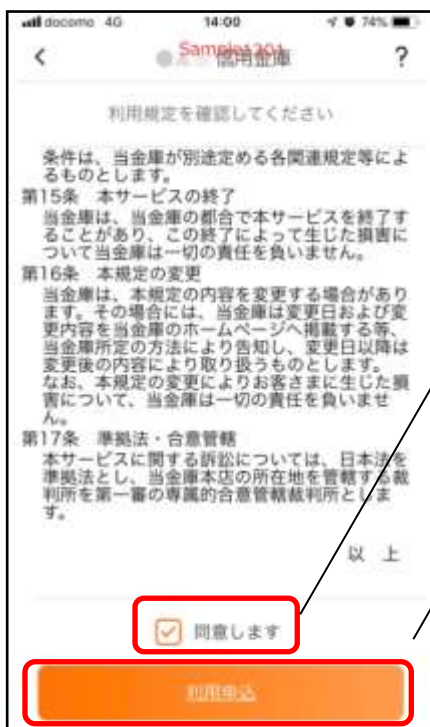 docomo 4G 14:00 74%
Sample1201
信用金庫 ?
利用規定を確認してください
条件は、当金庫が別途定める各関連規定等によ
るものとします。
第15条 本サービスの終了
当金庫は、当金庫の都合で本サービスを終了す
ることがあり、この終了によって生じた損害に
ついて当金庫は一切の責任を負いません。
第16条 本規定の変更
当金庫は、本規定の内容を変更する場合があり
ます。その場合には、当金庫は変更日および変
更内容を当金庫のホームページへ掲載する等、
当金庫所定の方法により告知し、変更日以降は
変更後の内容により取り扱うものとします。
なお、本規定の変更によりお客さまに生じた損
害について、当金庫は一切の責任を負いませ
ん。
第17条 準拠法・合意管轄
本サービスに関する訴訟については、日本法を
準拠法とし、当金庫本店の所在地を管轄する裁
判所を第一審の専属的合意管轄裁判所としま
す。
以 上
同意します
利用申込